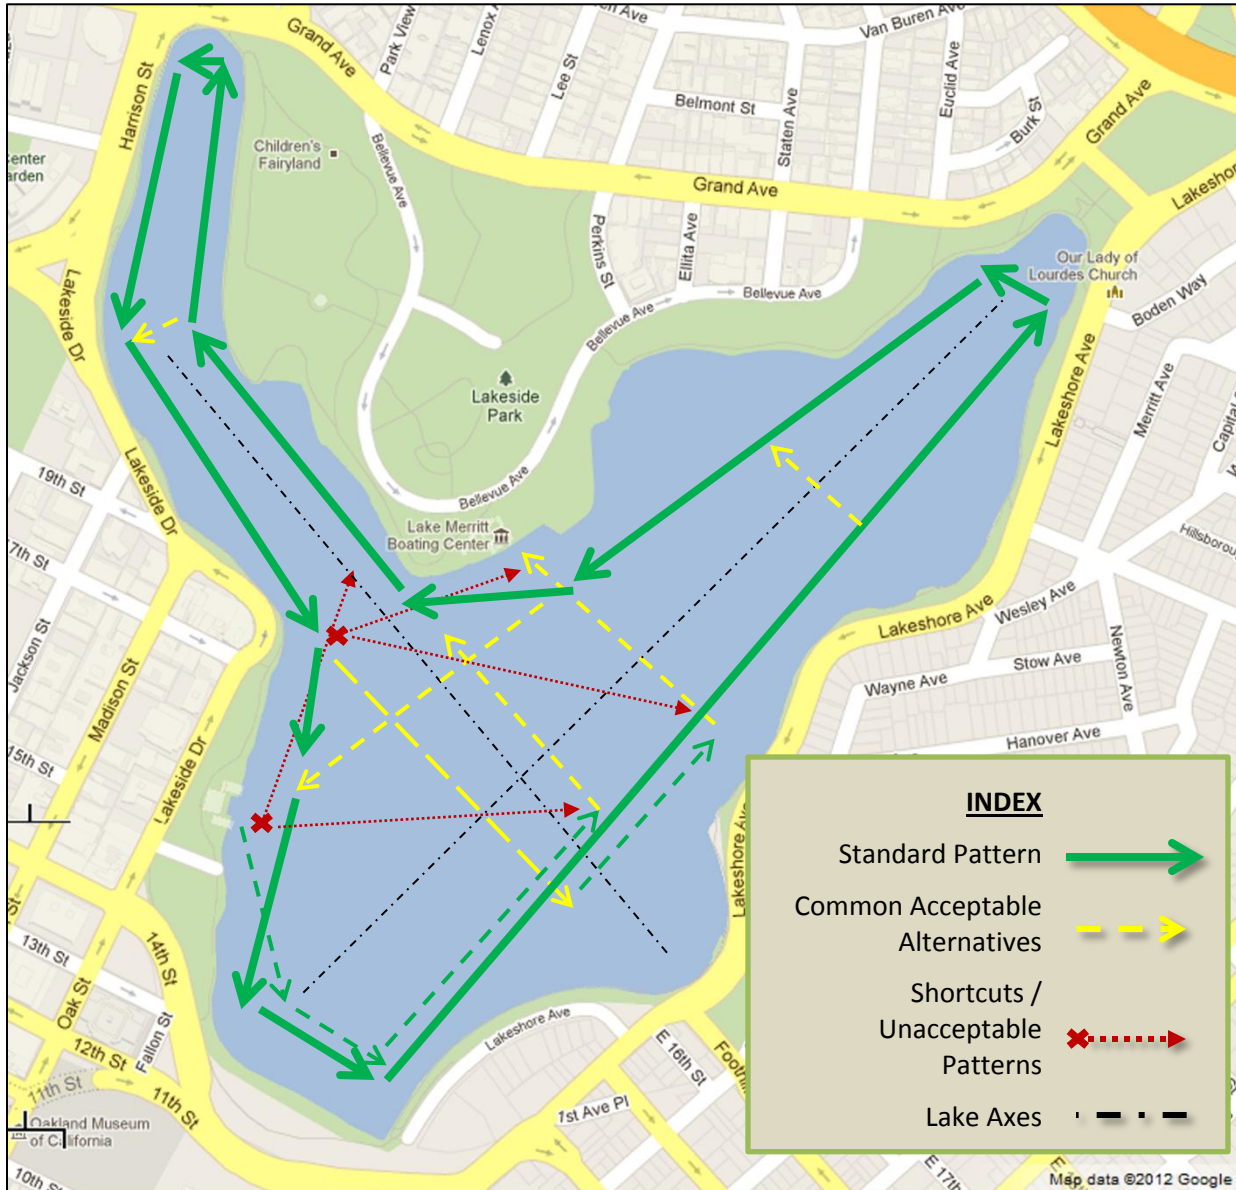 Grand Ave
Park View
Lenox
Lee St
Van Buren Ave
Euclid Ave
Harrison St
Belmont St
Staten Ave
Burk St
Grand Ave
Children's
Fairyland
Bellevue Ave
Center
Grand Ave
Lakeshore
Perkins St
Ellita Ave
Our Lady of
Lourdes Church
Boden Way
Lakeside Dr
Bellevue Ave
Bellevue Ave
Merritt Ave
Lakeside
Park
Lakeshore Ave
Capital
19th St
Lakeside Dr
Bellevue Ave
Lake Merritt
Boating Center
17th St
Wesley Ave
Lakeshore Ave
Newton Ave
Jackson St
Stow Ave
Madison St
Wayne Ave
Hanover Ave
15th St
Lakeside Dr
Lakeshore Ave
INDEX
Standard Pattern
Common Acceptable
Alternatives
Shortcuts /
Unacceptable
Patterns
Lake Axes
13th St
14th St
Oak St
Fallon St
12th St
11th St
11th St
Lakeshore Ave
E 16th St
1st Ave Pl
Oakland Museum
of California
10th St
E 17th
Map data ©2012 Google